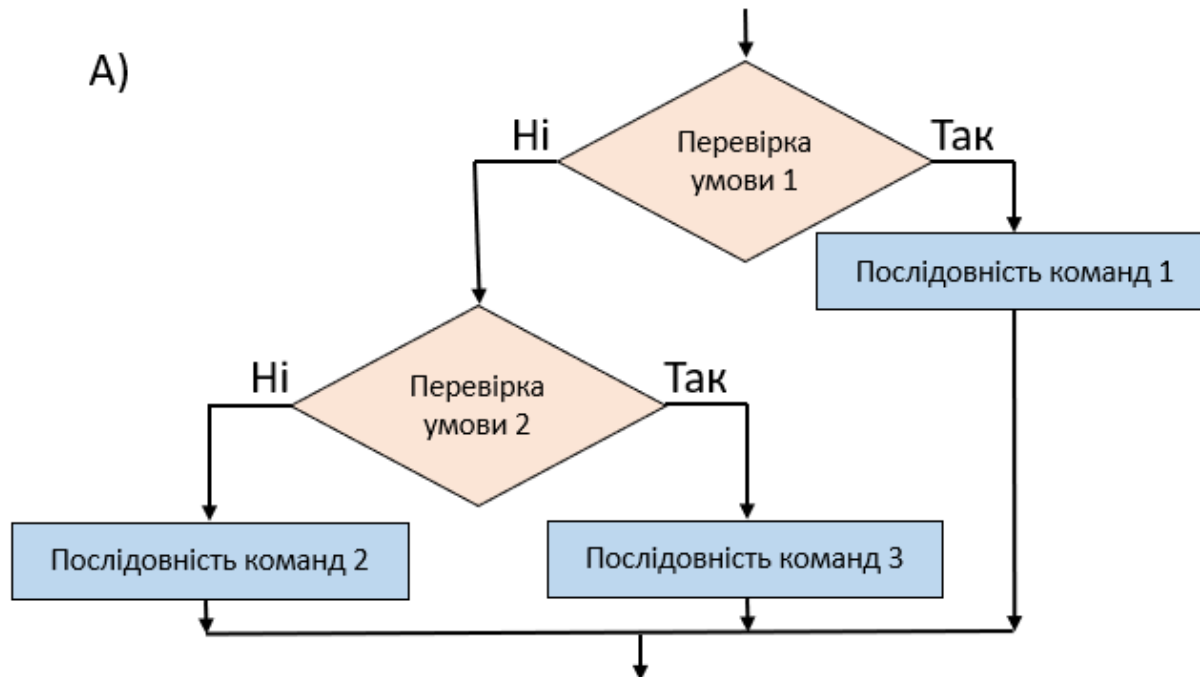 А)
Ні
Перевірка
умови 1
Так
Послідовність команд 1
Ні
Перевірка
умови 2
Так
Послідовність команд 2
Послідовність команд 3